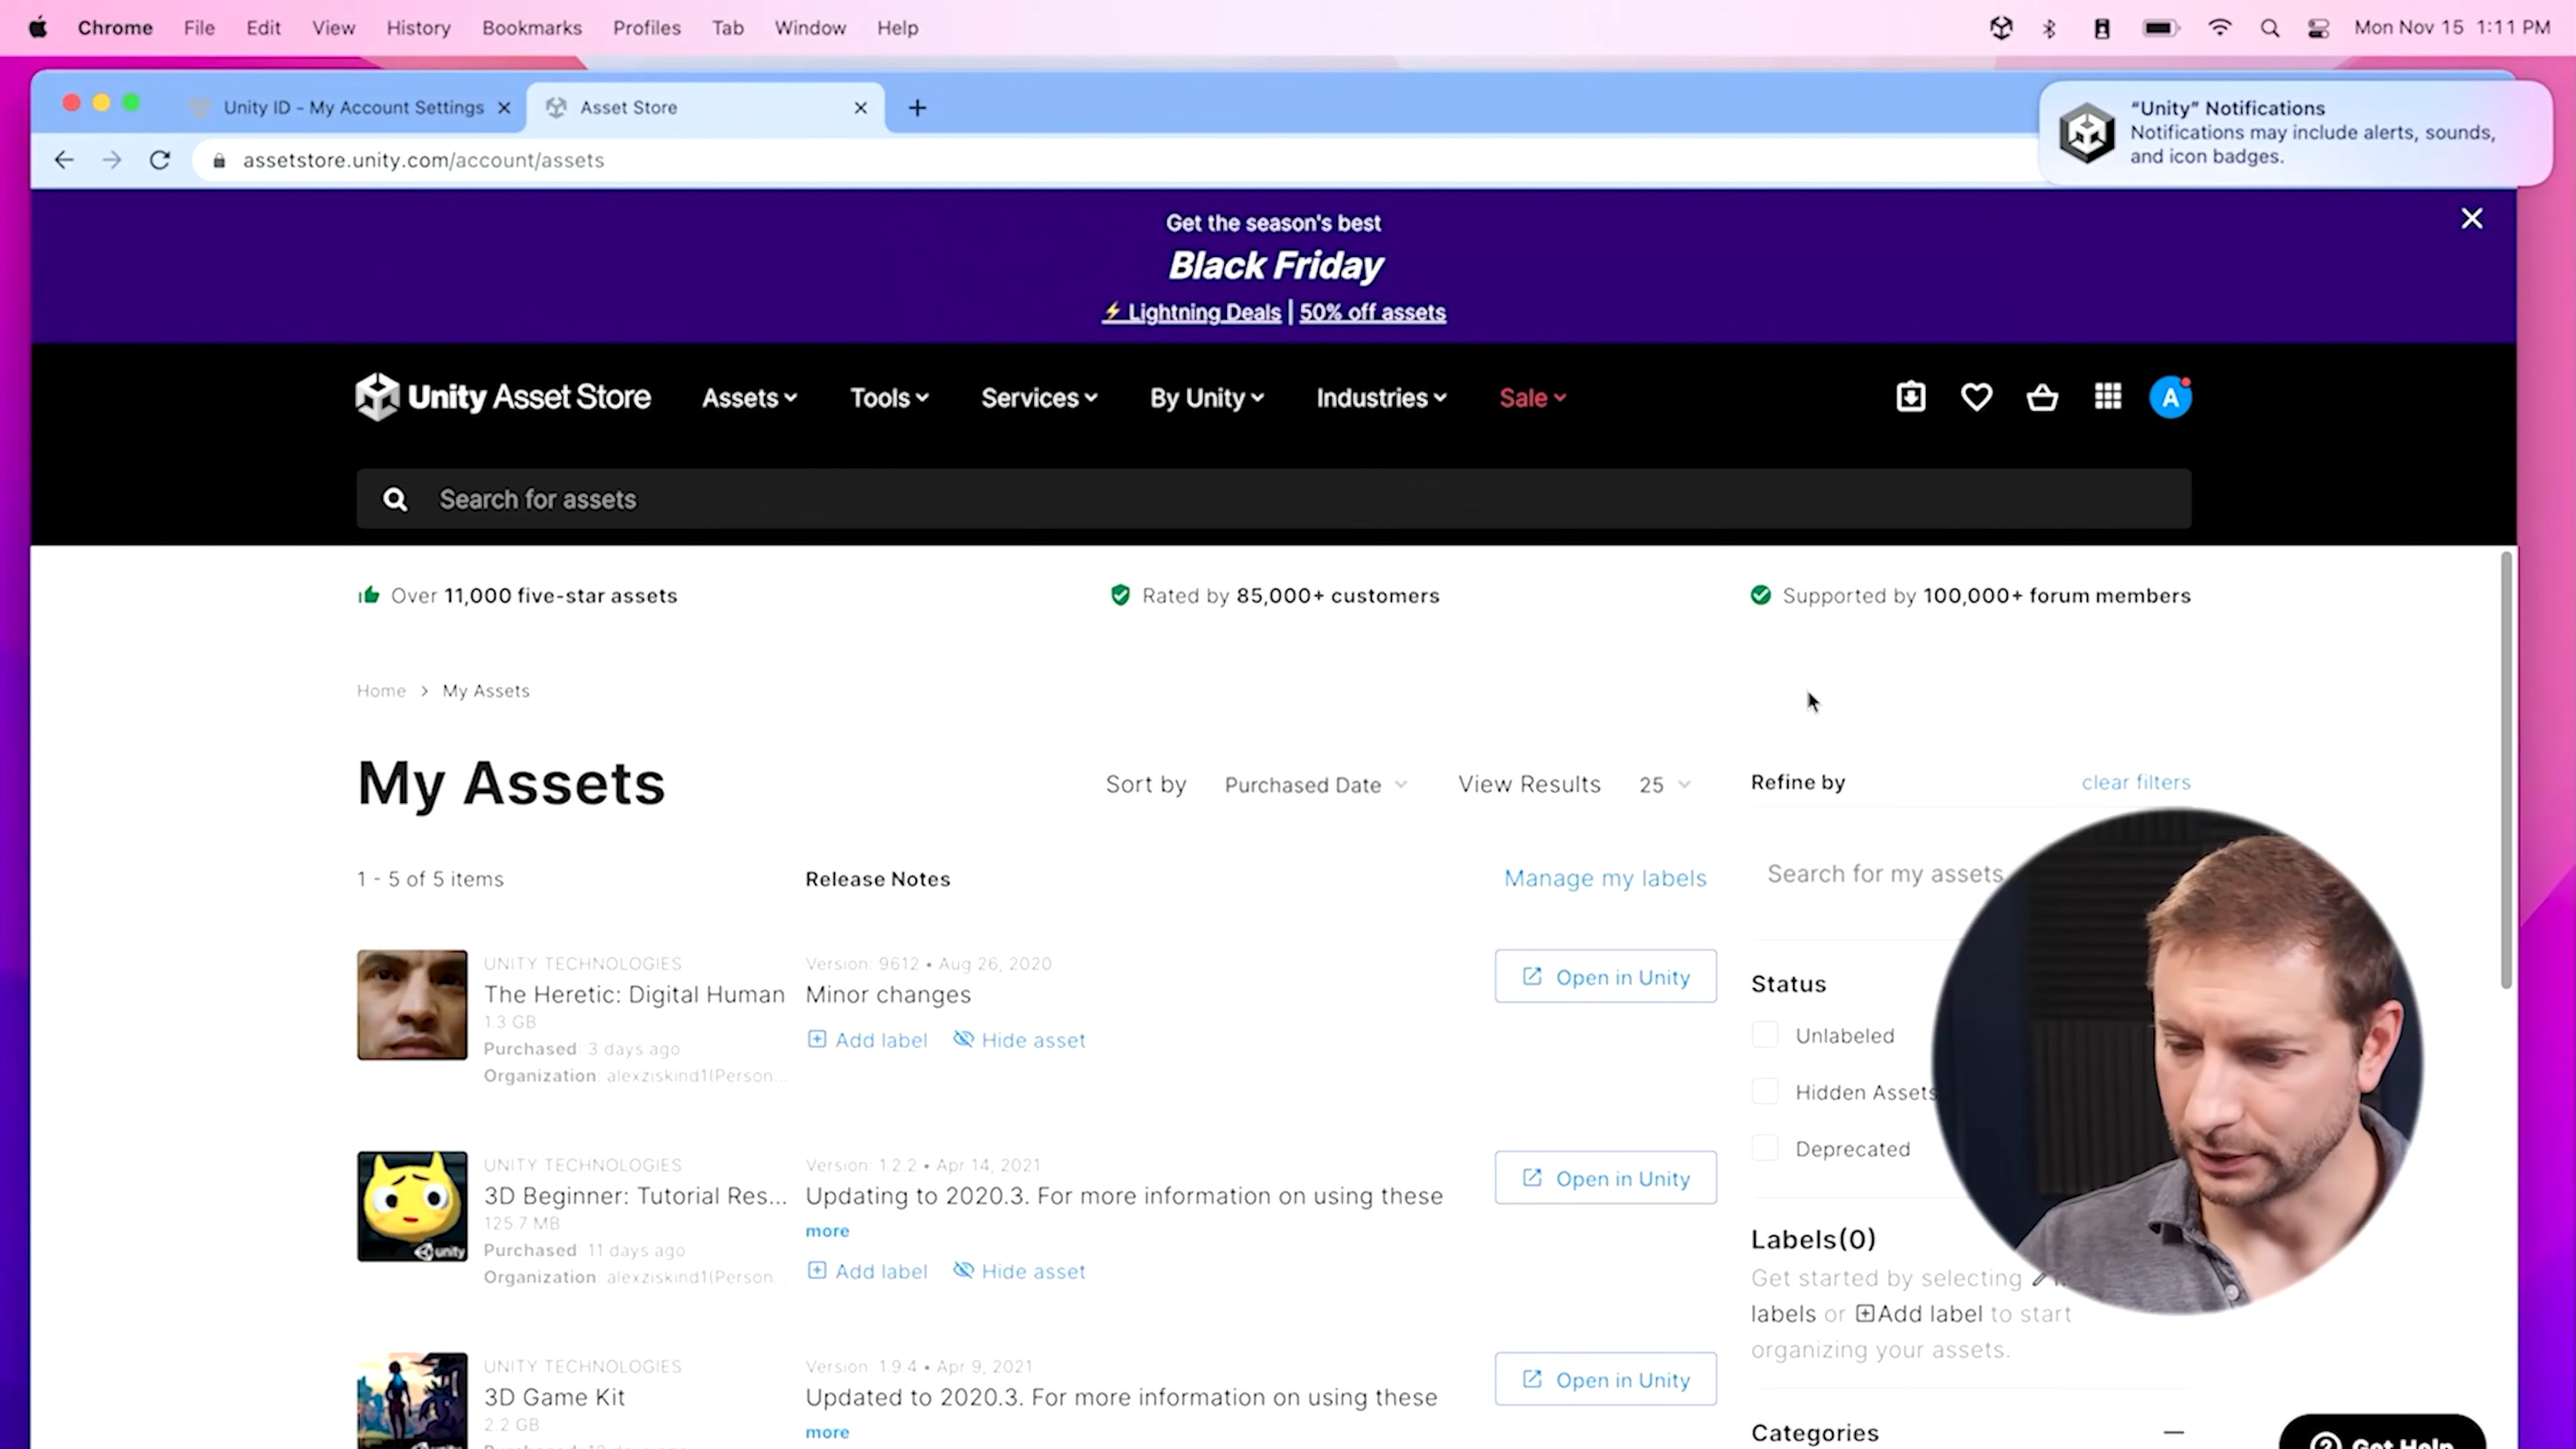 Chrome File Edit View History Bookmarks Profiles Tab Window Help Mon Nov 15 1:11 PM
Unity ID - My Account Settings
Asset Store
"Unity" Notifications
Notifications may include alerts, sounds,
and icon badges.
assetstore.unity.com/account/assets
Get the season's best
Black Friday
⚡ Lightning Deals | 50% off assets
Unity Asset Store Assets Tools Services By Unity Industries Sale A
Search for assets
Over 11,000 five-star assets
Rated by 85,000+ customers
Supported by 100,000+ forum members
Home > My Assets
My Assets
Sort by Purchased Date View Results 25
Refine by clear filters
1 - 5 of 5 items
Release Notes
Manage my labels
Search for my assets
UNITY TECHNOLOGIES
The Heretic: Digital Human
1.3 GB
Purchased: 3 days ago
Organization: alexziskind1(Person...
Version: 9612 • Aug 26, 2020
Minor changes
Add label Hide asset
Open in Unity
Status
Unlabeled
Hidden Assets
Deprecated
unity
UNITY TECHNOLOGIES
3D Beginner: Tutorial Res...
125.7 MB
Purchased: 11 days ago
Organization: alexziskind1(Person...
Version: 1.2.2 • Apr 14, 2021
Updating to 2020.3. For more information on using these
more
Add label Hide asset
Open in Unity
Labels(0)
Get started by selecting
labels or Add label to start
organizing your assets.
UNITY TECHNOLOGIES
3D Game Kit
2.2 GB
Version: 1.9.4 • Apr 9, 2021
Updated to 2020.3. For more information on using these
more
Open in Unity
Categories
Get Help